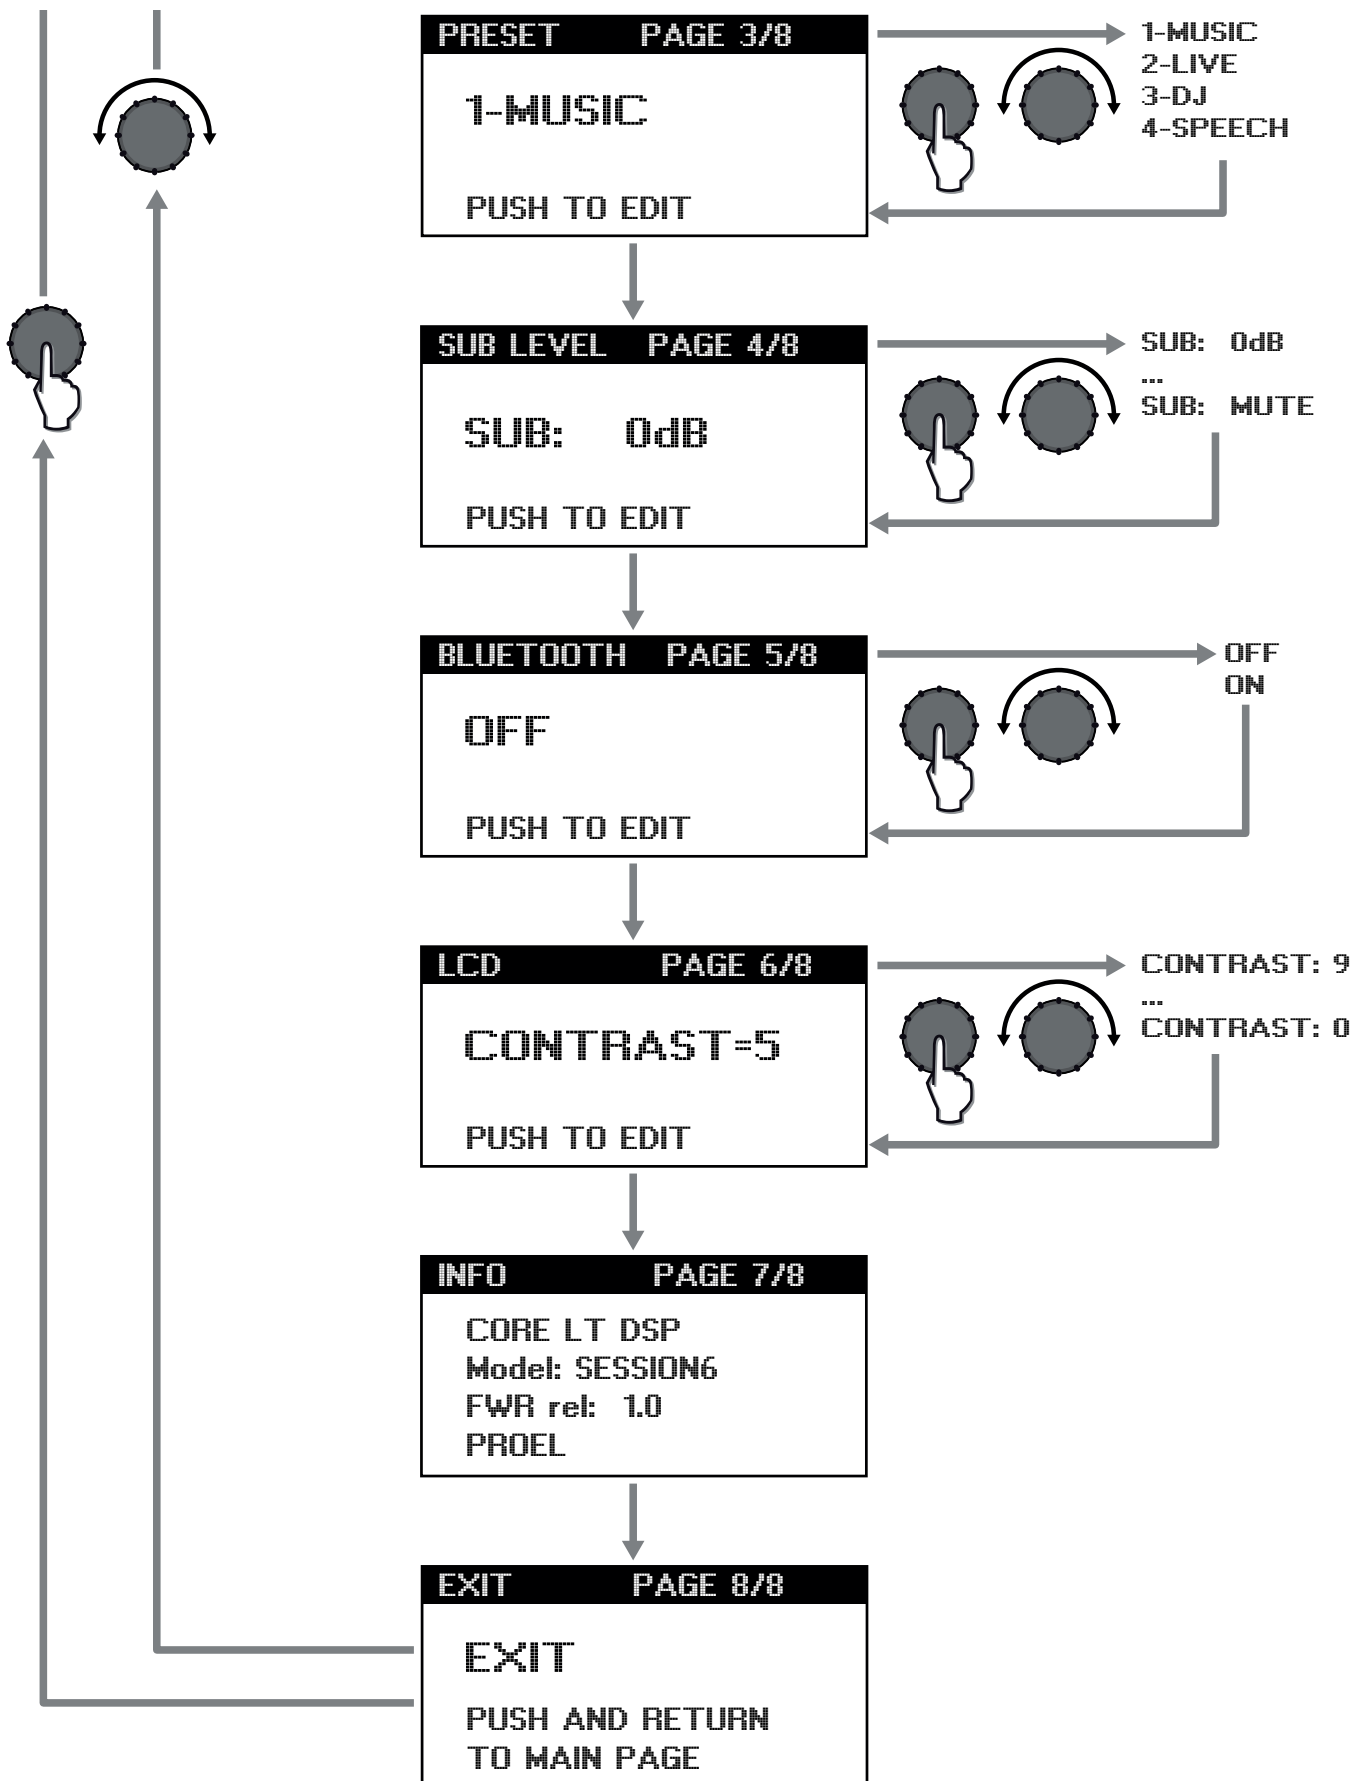 PRESET PAGE 3/8
1-MUSIC
PUSH TO EDIT
1-MUSIC
2-LIVE
3-DJ
4-SPEECH
SUB LEVEL PAGE 4/8
SUB: 0dB
PUSH TO EDIT
SUB: 0dB
...
SUB: MUTE
BLUETOOTH PAGE 5/8
OFF
PUSH TO EDIT
OFF
ON
LCD PAGE 6/8
CONTRAST=5
PUSH TO EDIT
CONTRAST: 9
...
CONTRAST: 0
INFO PAGE 7/8
CORE LT DSP
Model: SESSION6
FWR rel: 1.0
PROEL
EXIT PAGE 8/8
EXIT
PUSH AND RETURN
TO MAIN PAGE